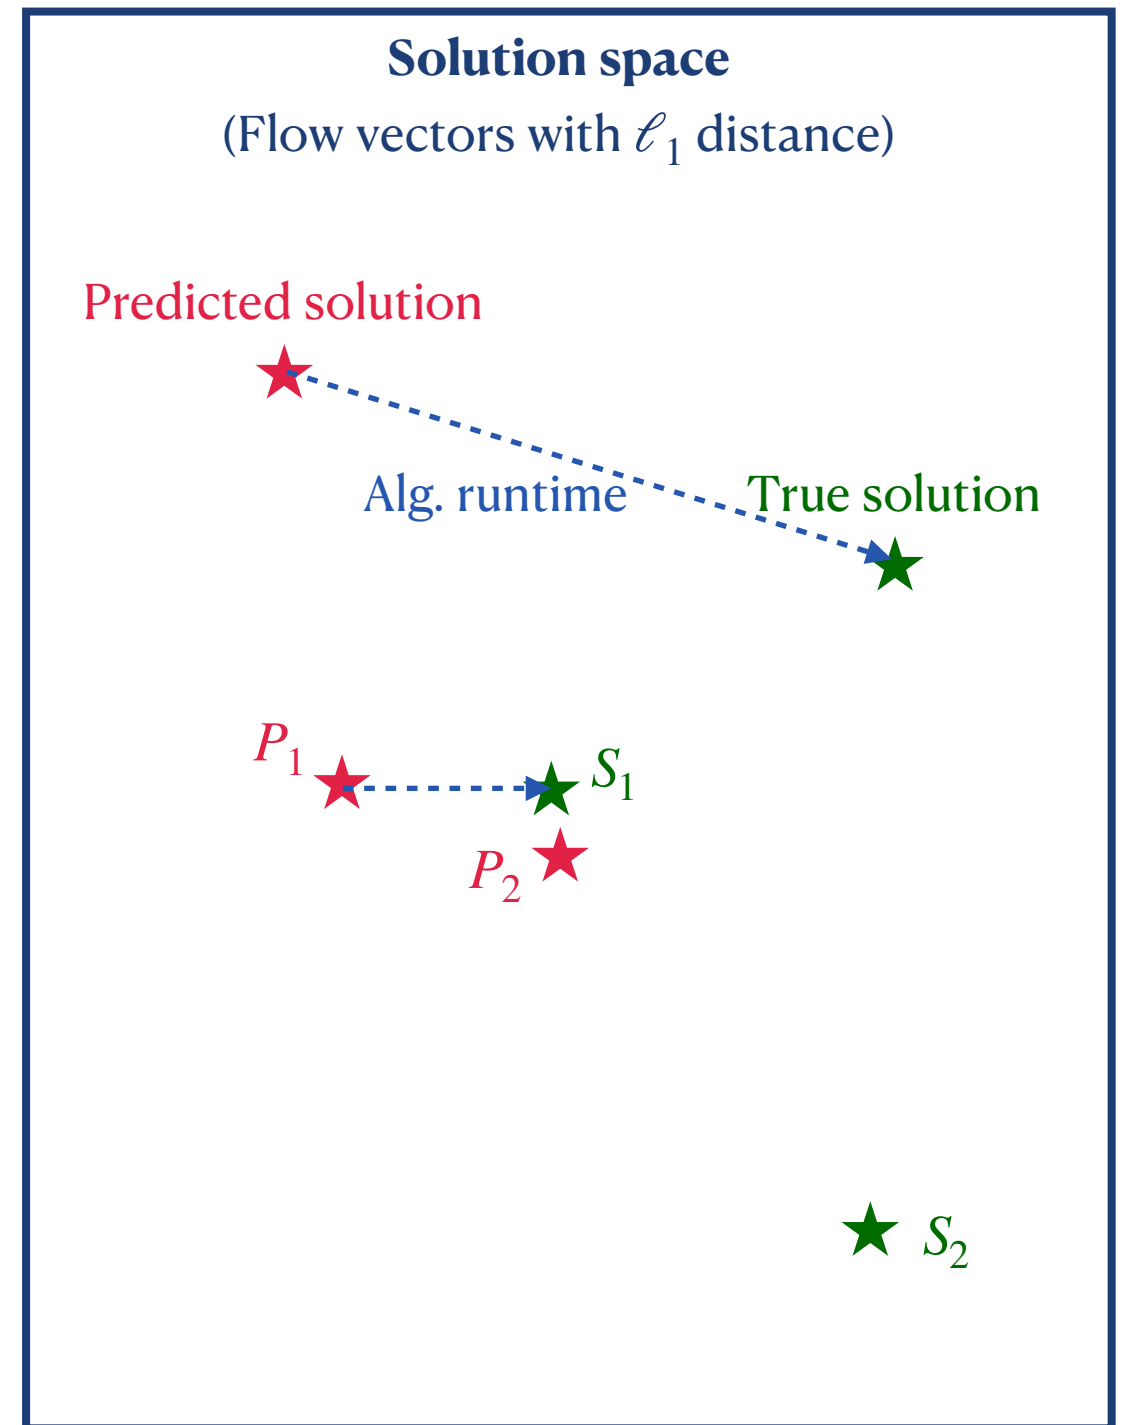 Solution space
(Flow vectors with ℓ₁ distance)
Predicted solution
Alg. runtime
True solution
P₁
S₁
P₂
S₂